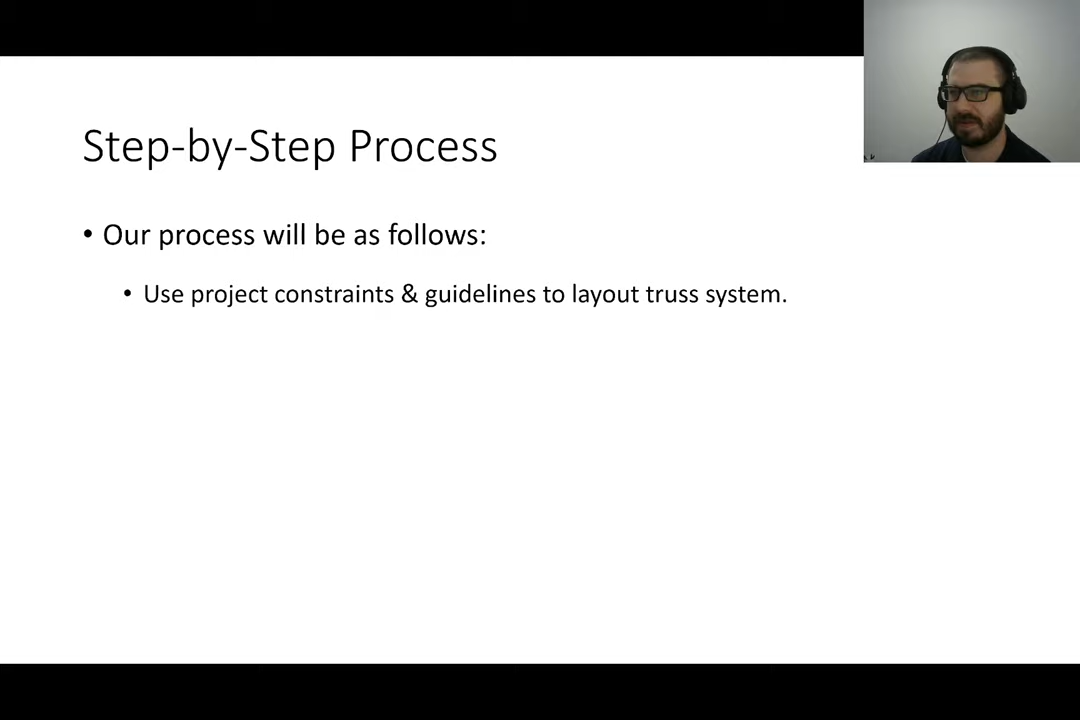 Step-by-Step Process
• Our process will be as follows:
• Use project constraints & guidelines to layout truss system.